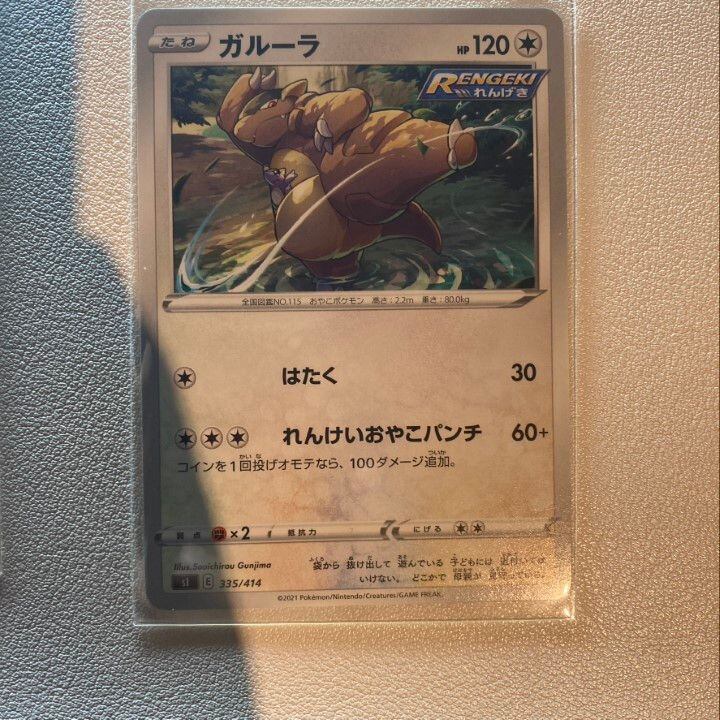 たね ガルーラ HP 120
RENGEKI
れんげき
全国図鑑NO.115 おやこポケモン 高さ：2.2m 重さ：80.0kg
はたく 30
れんけいおやこパンチ 60+
コインを1回投げオモテなら、100ダメージ追加。
弱点 ×2 抵抗力 にげる
Illus.Souichirou Gunjima
袋から 抜け出して 遊んでいる 子どもには 近付いては
sI E 335/414
いけない。 どこかで 母親が 見守っている。
©2021 Pokémon/Nintendo/Creatures/GAME FREAK.